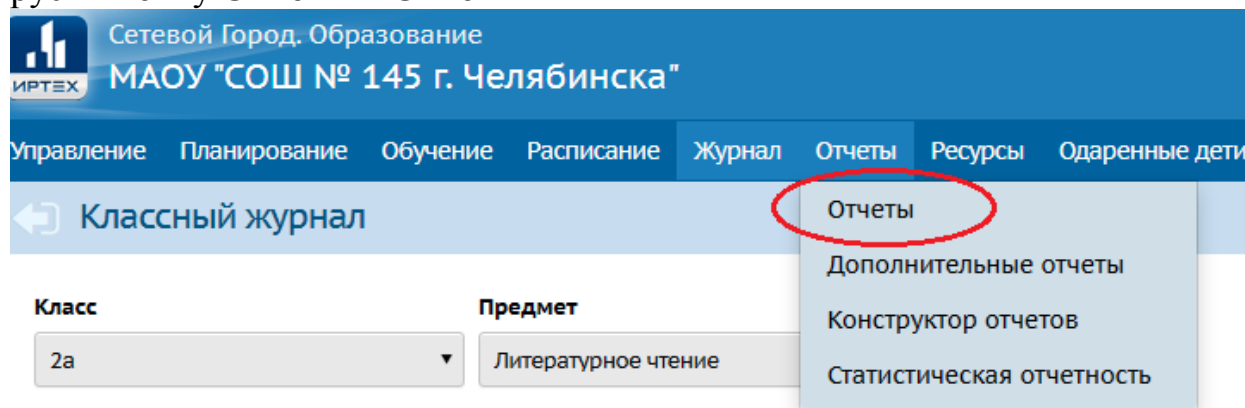 Сетевой Город. Образование
ИРТЕХ
МАОУ "СОШ № 145 г. Челябинска"
Управление Планирование Обучение Расписание Журнал Отчеты Ресурсы Одаренные дети
Классный журнал
Отчеты
Дополнительные отчеты
Конструктор отчетов
Статистическая отчетность
Класс
2а
Предмет
Литературное чтение